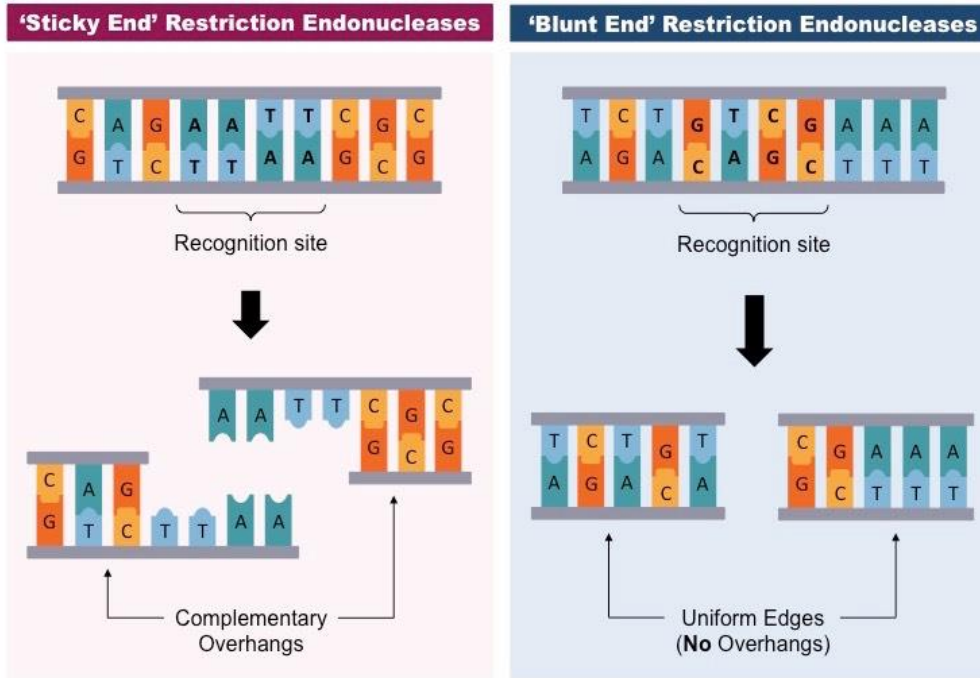 'Sticky End' Restriction Endonucleases
C A G A A T T C G C
G T C T T A A G C G
Recognition site
A A T T C G C
G C G
C A G
G T C T T A A
Complementary
Overhangs
'Blunt End' Restriction Endonucleases
T C T G T C G A A A
A G A C A G C T T T
Recognition site
T C T G T
A G A C A
C G A A A
G C T T T
Uniform Edges
(No Overhangs)